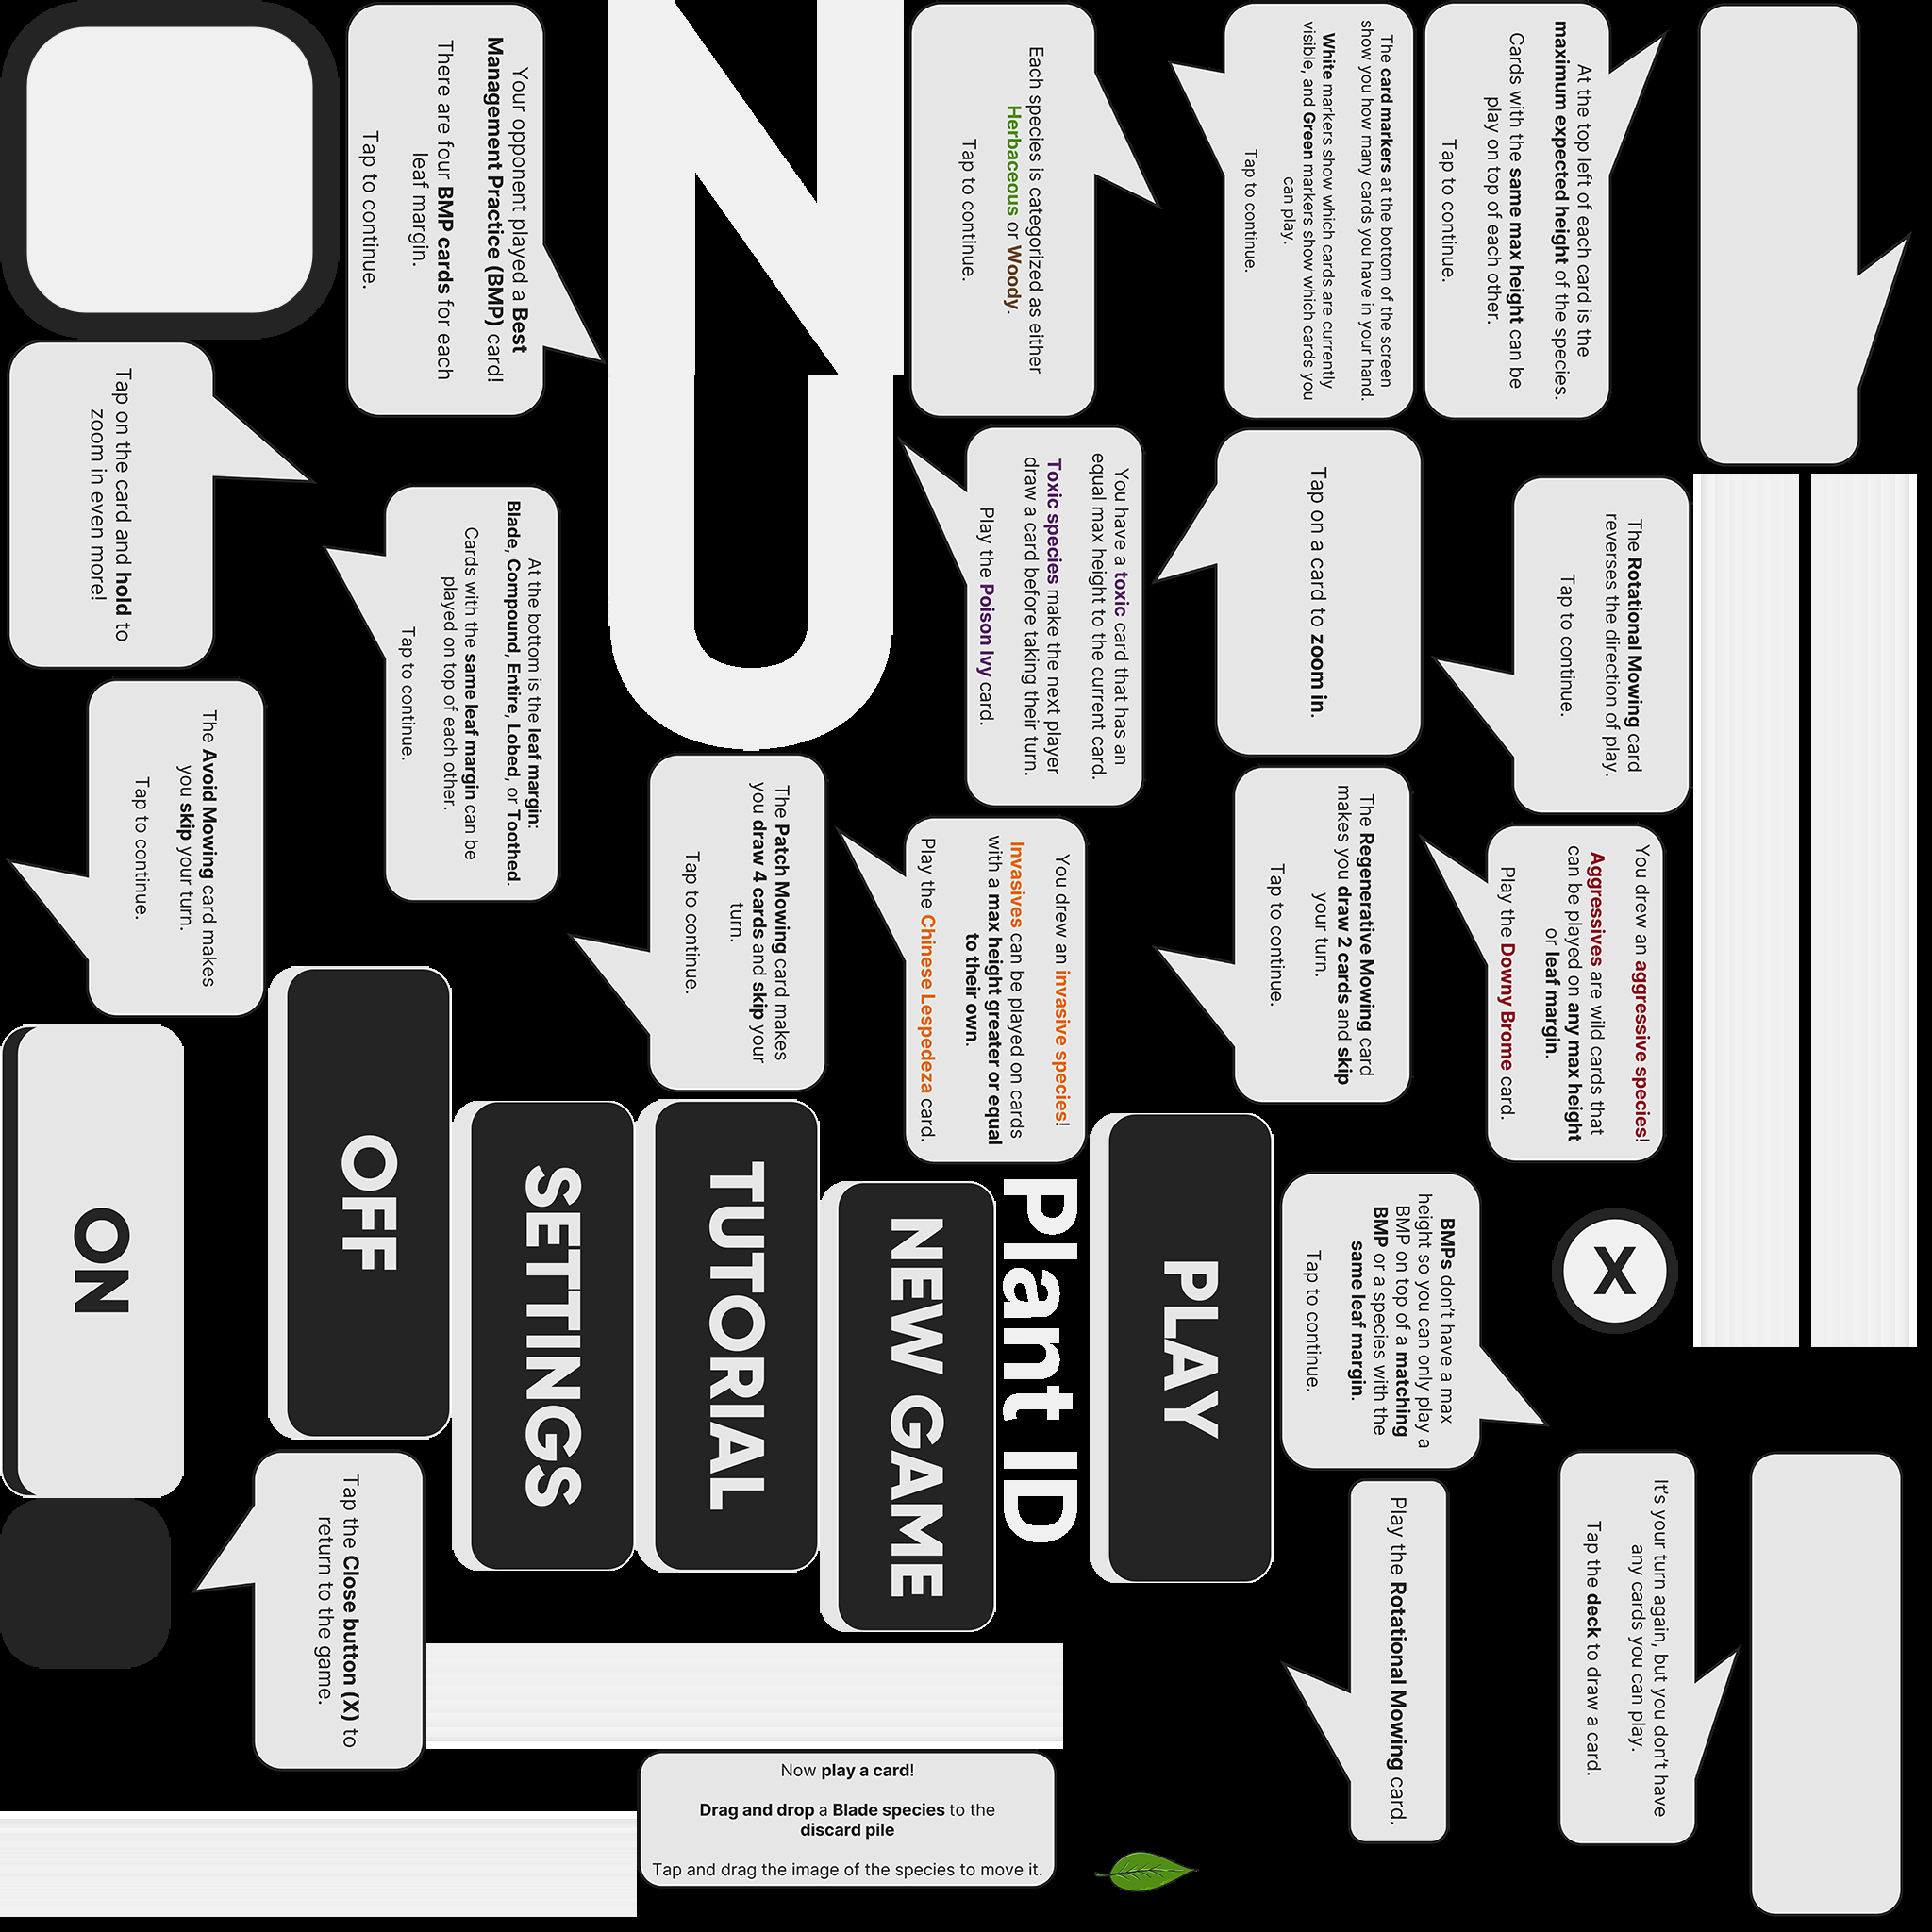 Your opponent played a Best
Management Practice (BMP) card!
There are four BMP cards for each
leaf margin.
Tap to continue.
Each species is categorized as either
Herbaceous or Woody.
Tap to continue.
The card markers at the bottom of the screen
show you how many cards you have in your hand.
White markers show which cards are currently
visible, and Green markers show which cards you
can play.
Tap to continue.
At the top left of each card is the
maximum expected height of the species.
Cards with the same max height can be
play on top of each other.
Tap to continue.
Tap on the card and hold to
zoom in even more!
At the bottom is the leaf margin:
Blade, Compound, Entire, Lobed, or Toothed.
Cards with the same leaf margin can be
played on top of each other.
Tap to continue.
NU
You have a toxic card that has an
equal max height to the current card.
Toxic species make the next player
draw a card before taking their turn.
Play the Poison Ivy card.
Tap on a card to zoom in.
The Rotational Mowing card
reverses the direction of play.
Tap to continue.
The Avoid Mowing card makes
you skip your turn.
Tap to continue.
The Patch Mowing card makes
you draw 4 cards and skip your
turn.
Tap to continue.
You drew an invasive species!
Invasives can be played on cards
with a max height greater or equal
to their own.
Play the Chinese Lespedeza card.
The Regenerative Mowing card
makes you draw 2 cards and skip
your turn.
Tap to continue.
You drew an aggressive species!
Aggressives are wild cards that
can be played on any max height
or leaf margin.
Play the Downy Brome card.
ON
OFF
SETTINGS
TUTORIAL
NEW GAME
Plant ID
PLAY
BMPs don't have a max
height so you can only play a
BMP on top of a matching
BMP or a species with the
same leaf margin.
Tap to continue.
X
Tap the Close button (X) to
return to the game.
Play the Rotational Mowing card.
It's your turn again, but you don't have
any cards you can play.
Tap the deck to draw a card.
Now play a card!
Drag and drop a Blade species to the
discard pile
Tap and drag the image of the species to move it.